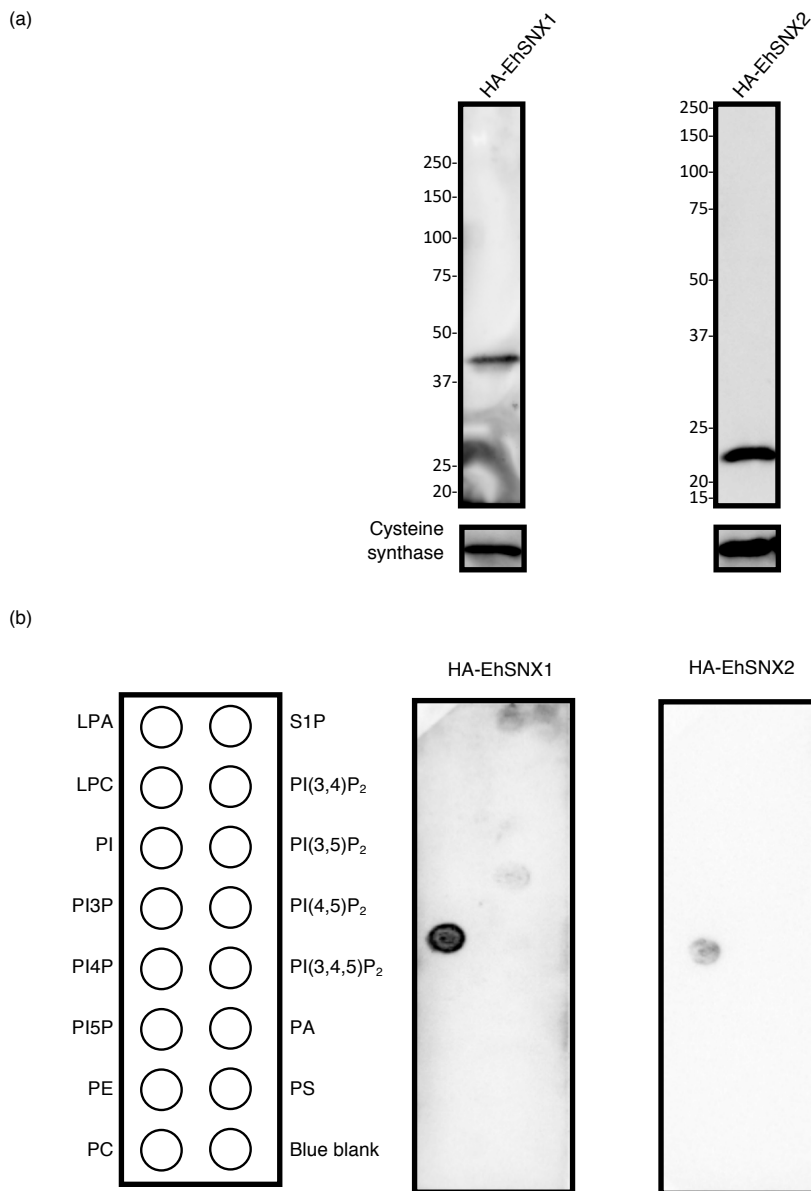 (a)
HA-EhSNX1
HA-EhSNX2
250-
150-
100-
75-
50-
37-
25-
20-
250-
150-
100-
75-
50-
37-
25-
20-
15-
Cysteine
synthase
(b)
HA-EhSNX1
HA-EhSNX2
LPA
S1P
LPC
PI(3,4)P₂
PI
PI(3,5)P₂
PI3P
PI(4,5)P₂
PI4P
PI(3,4,5)P₂
PI5P
PA
PE
PS
PC
Blue blank